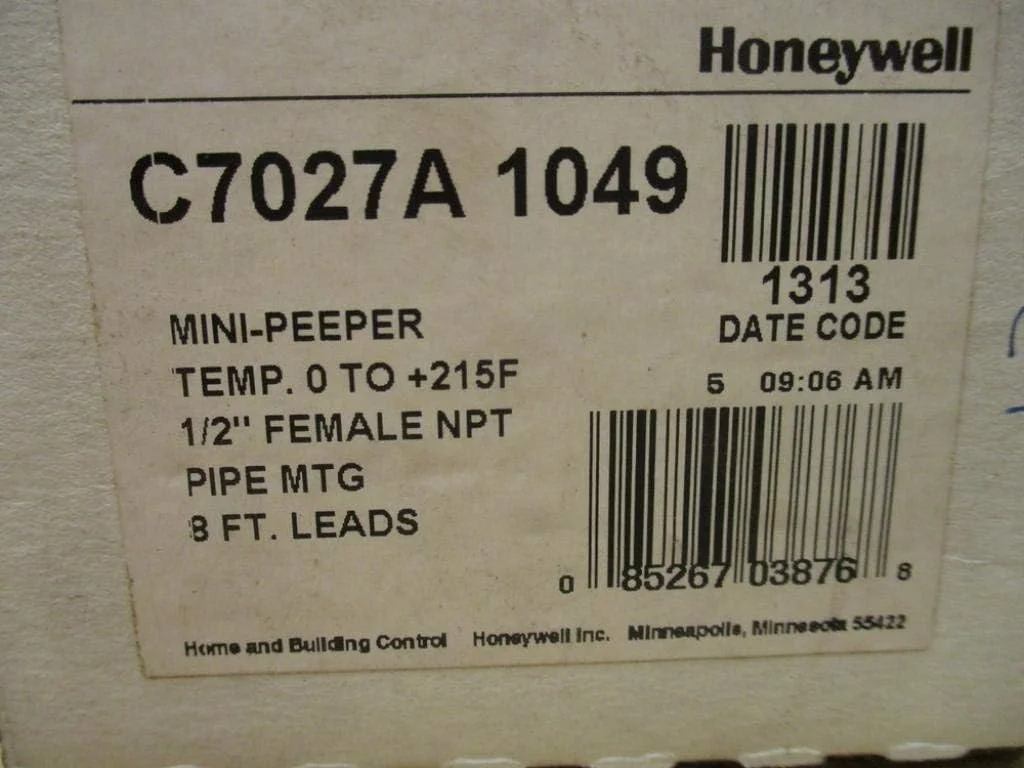 Honeywell
C7027A 1049
1313
DATE CODE
MINI-PEEPER
TEMP. 0 TO +215F
1/2" FEMALE NPT
PIPE MTG
8 FT. LEADS
5 09:06 AM
0 85267 03876 8
Home and Building Control Honeywell Inc. Minneapolis, Minnesota 55422